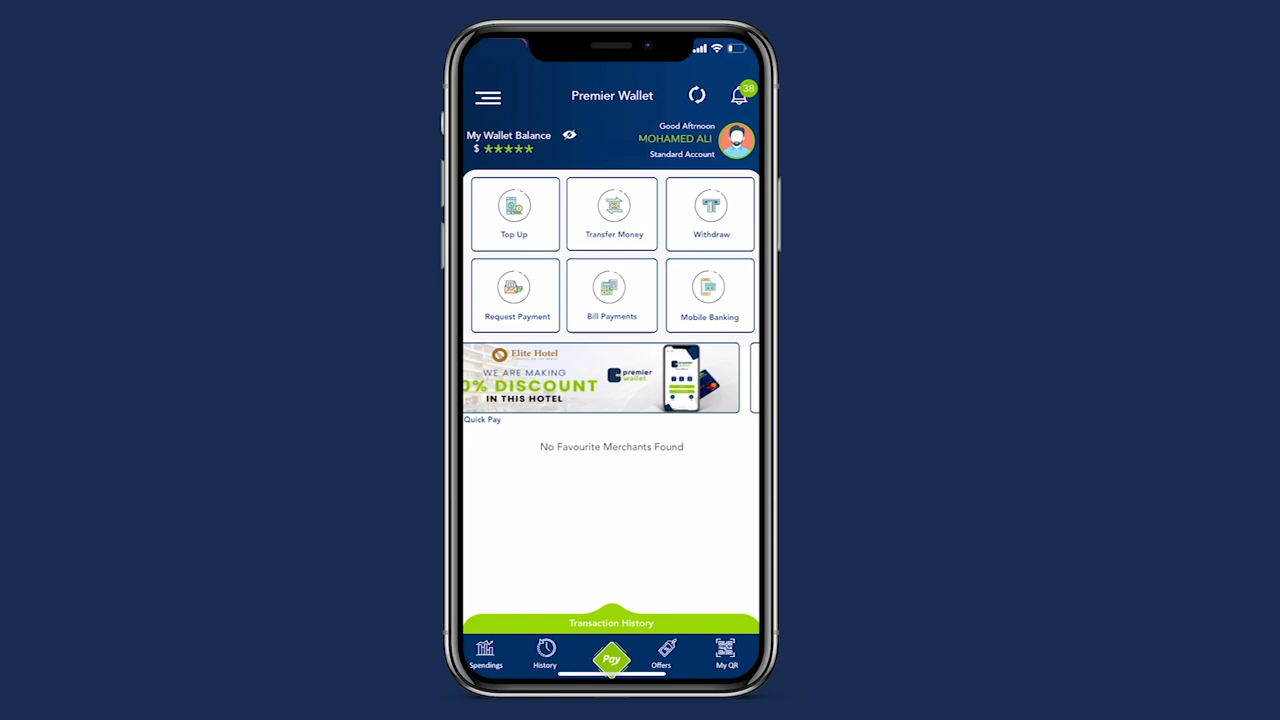 Premier Wallet
38
My Wallet Balance
$ *****
Good Aftrnoon
MOHAMED ALI
Standard Account
Top Up
Transfer Money
Withdraw
Request Payment
Bill Payments
Mobile Banking
Elite Hotel
WE ARE MAKING
0% DISCOUNT
IN THIS HOTEL
premier
wallet
Quick Pay
No Favourite Merchants Found
Transaction History
Spendings
History
Pay
Offers
My QR